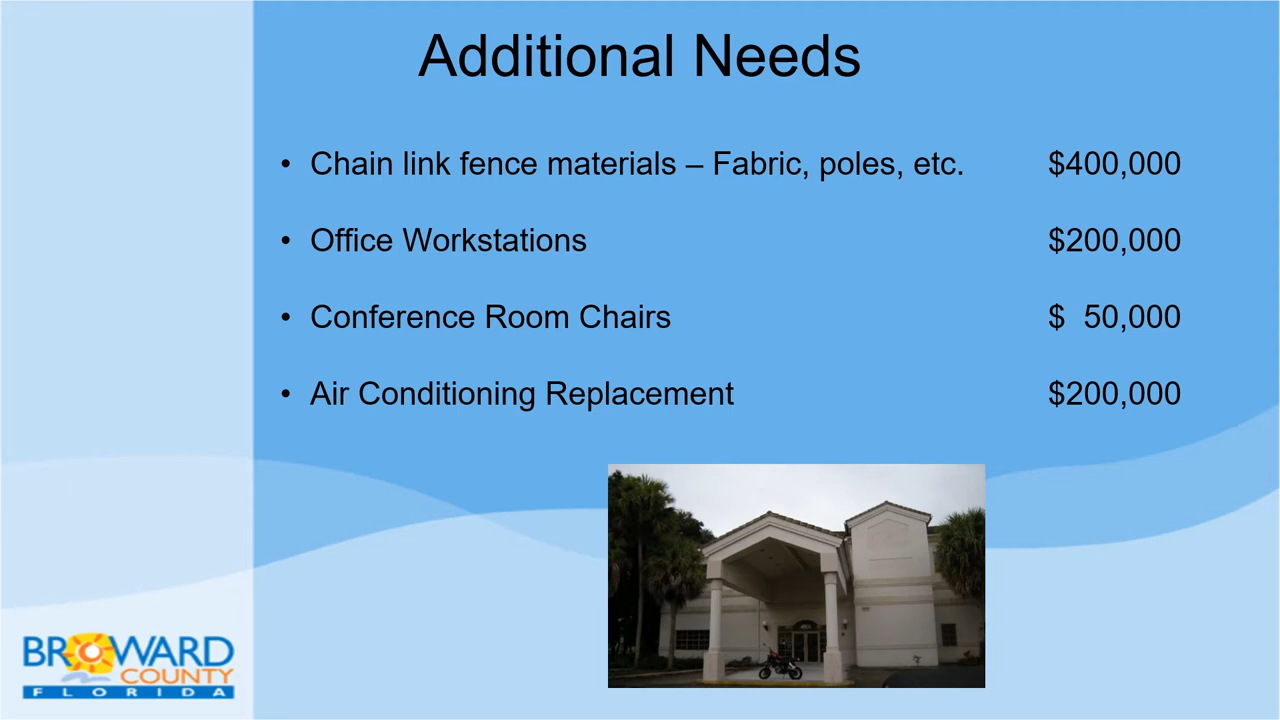 Additional Needs
• Chain link fence materials – Fabric, poles, etc. $400,000
• Office Workstations $200,000
• Conference Room Chairs $ 50,000
• Air Conditioning Replacement $200,000
BROWARD
COUNTY
FLORIDA